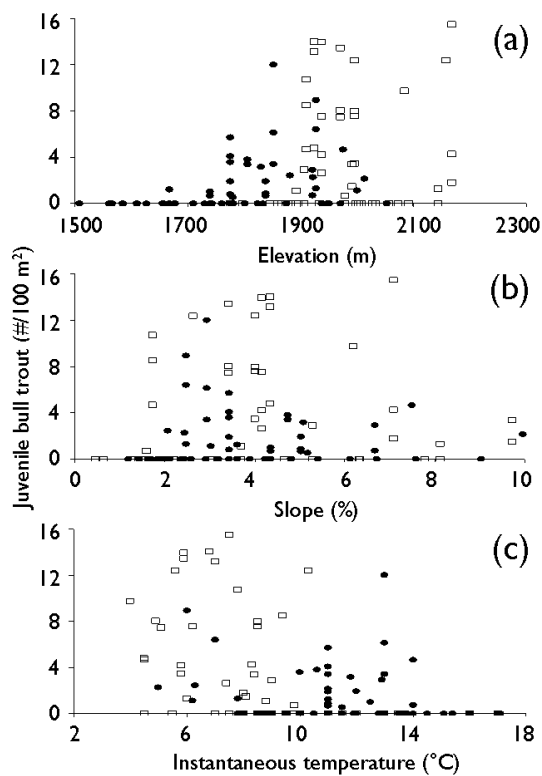 (a)
16
12
8
4
0
1500 1700 1900 2100 2300
Elevation (m)
Juvenile bull trout (#/100 m²)
(b)
16
12
8
4
0
0 2 4 6 8 10
Slope (%)
(c)
16
12
8
4
0
2 6 10 14 18
Instantaneous temperature (°C)